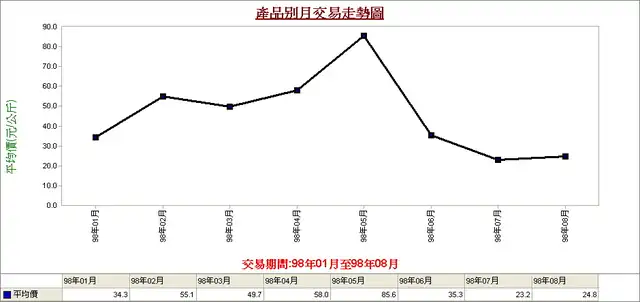 產品別月交易走勢圖
90.0
80.0
70.0
60.0
50.0
40.0
30.0
20.0
10.0
0.0
平均價(元/公斤)
98年01月
98年02月
98年03月
98年04月
98年05月
98年06月
98年07月
98年08月
交易期間:98年01月至98年08月
98年01月 98年02月 98年03月 98年04月 98年05月 98年06月 98年07月 98年08月
平均價 34.3 55.1 49.7 58.0 85.6 35.3 23.2 24.8